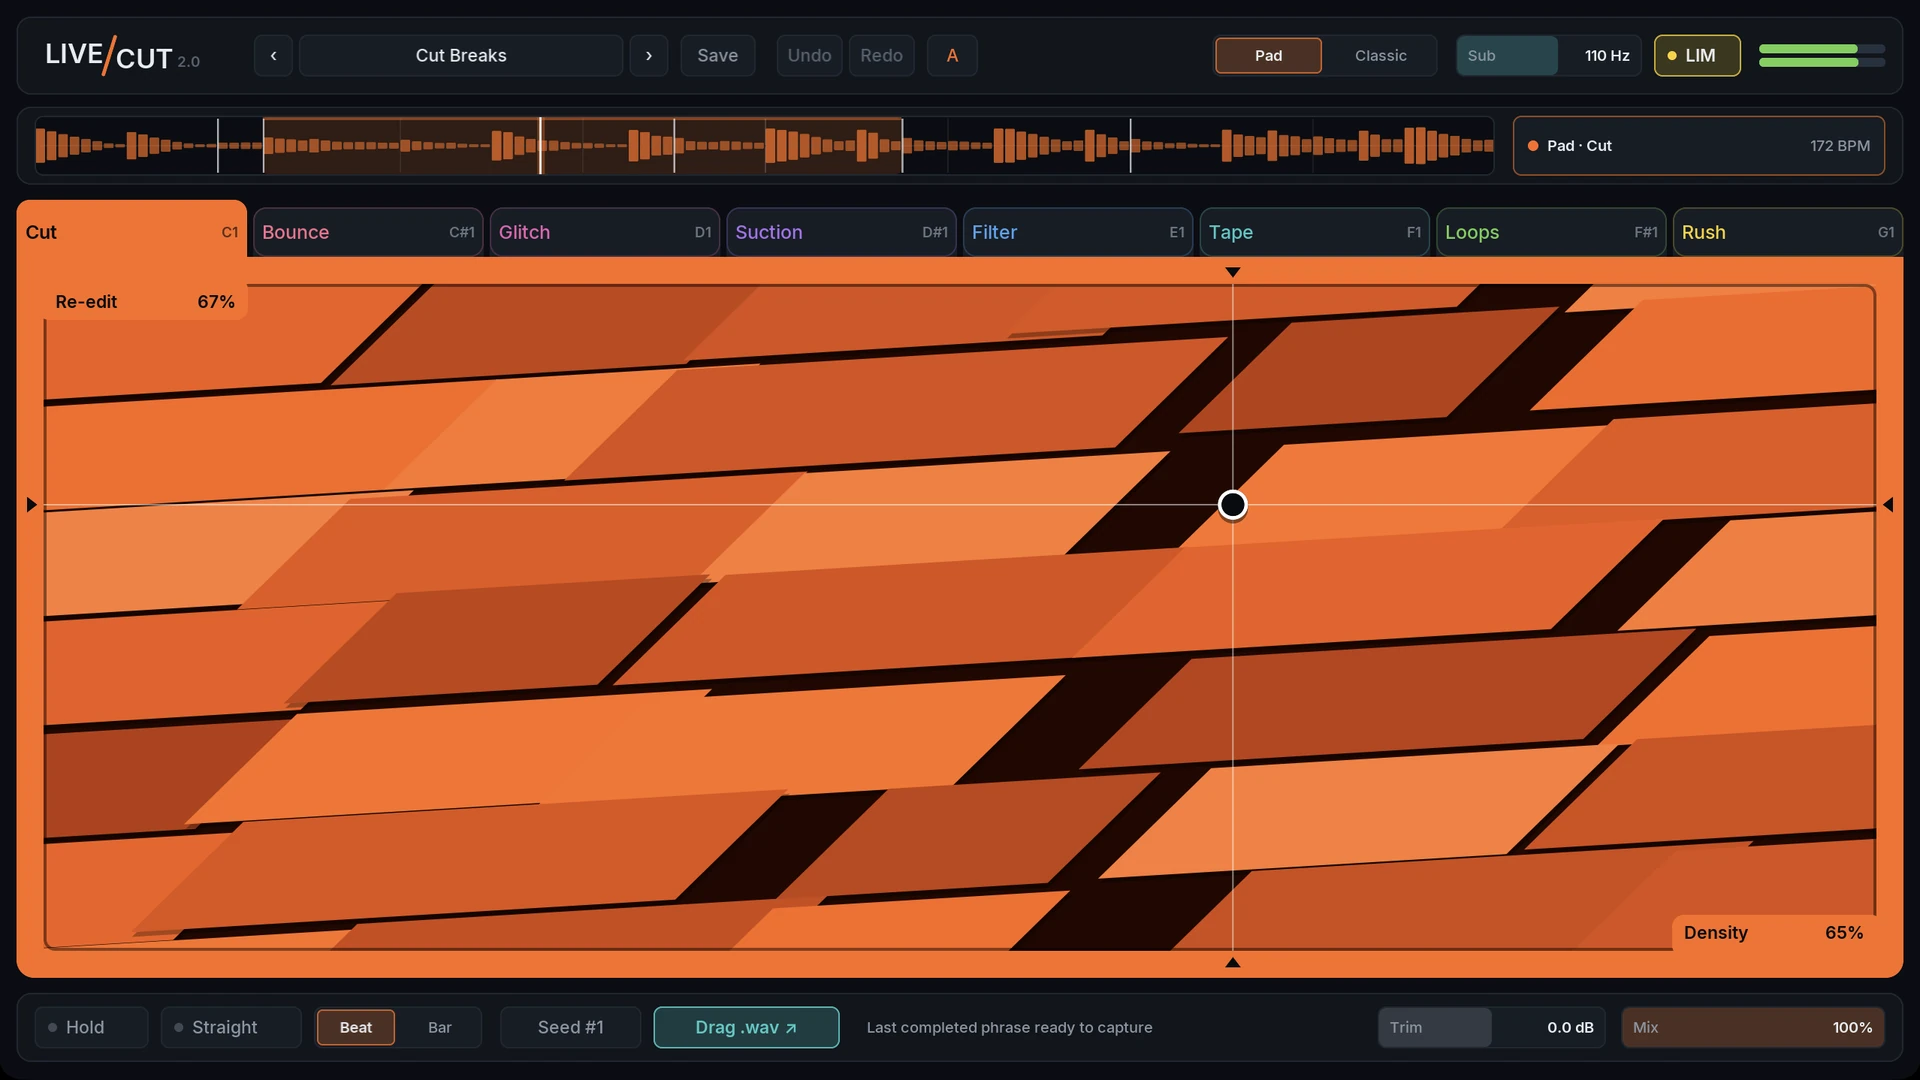 LIVE/CUT 2.0
‹ Cut Breaks › Save Undo Redo A Pad Classic Sub 110 Hz LIM
Pad · Cut 172 BPM
Cut C1 Bounce C#1 Glitch D1 Suction D#1 Filter E1 Tape F1 Loops F#1 Rush G1
Re-edit 67%
Density 65%
Hold Straight Beat Bar Seed #1 Drag .wav ↗ Last completed phrase ready to capture Trim 0.0 dB Mix 100%